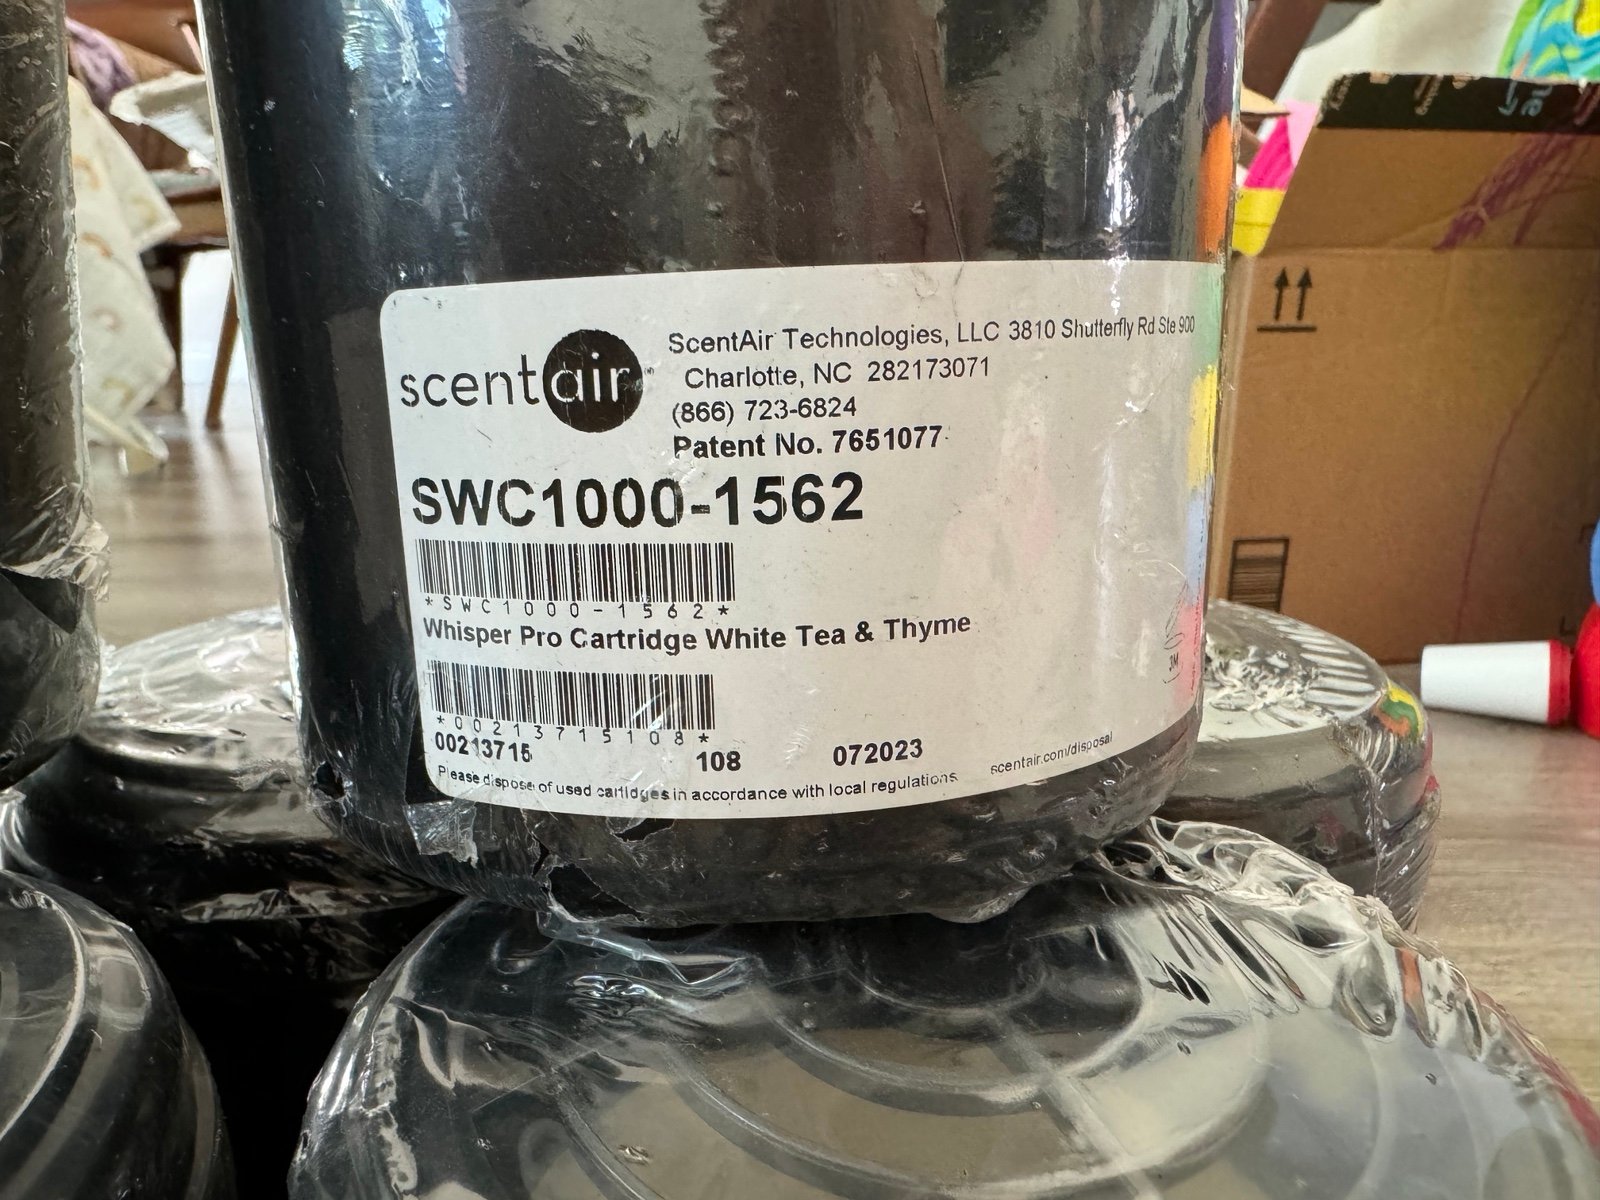 scentair
ScentAir Technologies, LLC 3810 Shutterfly Rd Ste 900
Charlotte, NC 282173071
(866) 723-6824
Patent No. 7651077
SWC1000-1562
*SWC1000-1562*
Whisper Pro Cartridge White Tea & Thyme
*00213715108*
00213715 108 072023
Please dispose of used cartidges in accordance with local regulations scentair.com/disposal
3M